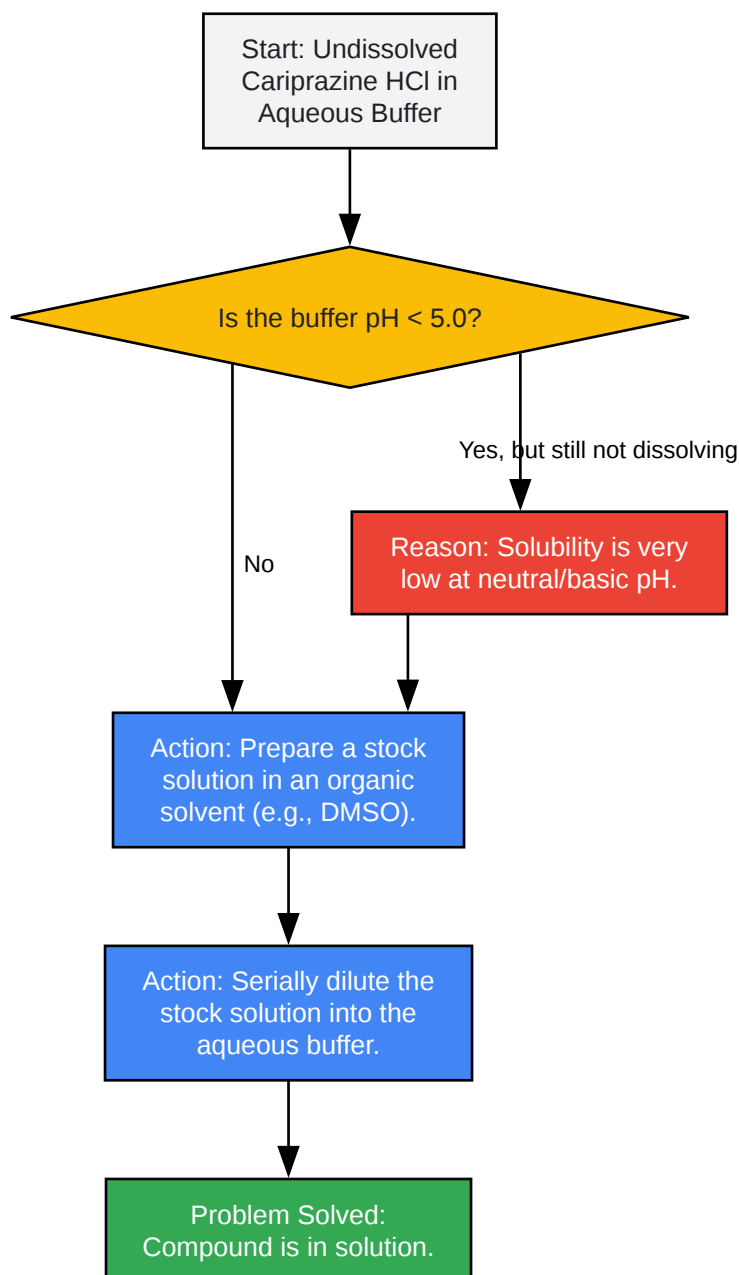 Start: Undissolved
Cariprazine HCl in
Aqueous Buffer
Is the buffer pH < 5.0?
Yes, but still not dissolving
Reason: Solubility is very
low at neutral/basic pH.
No
Action: Prepare a stock
solution in an organic
solvent (e.g., DMSO).
Action: Serially dilute the
stock solution into the
aqueous buffer.
Problem Solved:
Compound is in solution.